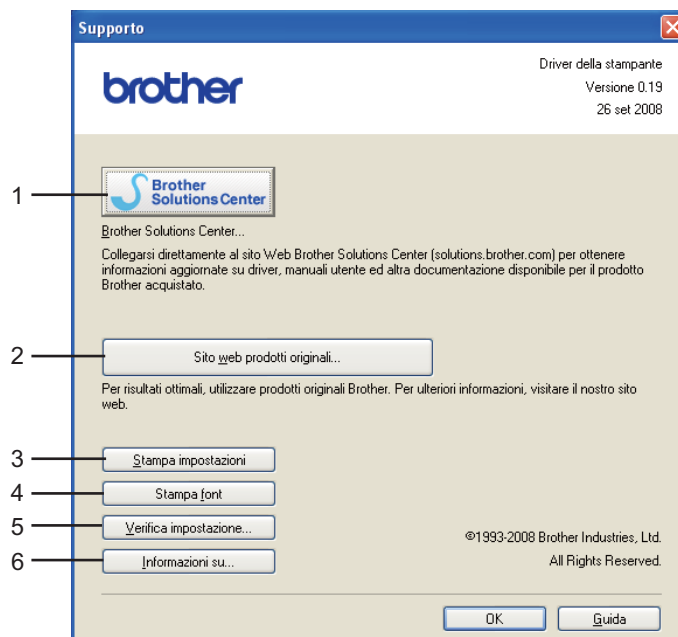 Supporto
brother
Driver della stampante
Versione 0.19
26 set 2008
1
Brother
Solutions Center
Brother Solutions Center...
Collegarsi direttamente al sito Web Brother Solutions Center (solutions.brother.com) per ottenere
informazioni aggiornate su driver, manuali utente ed altra documentazione disponibile per il prodotto
Brother acquistato.
2
Sito web prodotti originali...
Per risultati ottimali, utilizzare prodotti originali Brother. Per ulteriori informazioni, visitare il nostro sito
web.
3
Stampa impostazioni
4
Stampa font
5
Verifica impostazione...
6
Informazioni su...
©1993-2008 Brother Industries, Ltd.
All Rights Reserved.
OK
Guida